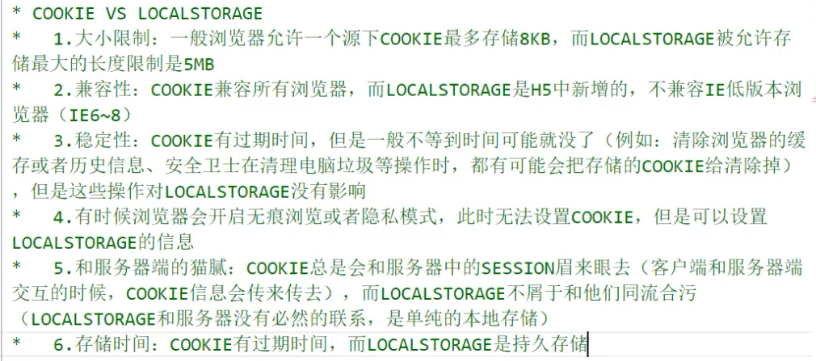 * COOKIE VS LOCALSTORAGE
*   1.大小限制：一般浏览器允许一个源下COOKIE最多存储8KB，而LOCALSTORAGE被允许存
储最大的长度限制是5MB
*   2.兼容性：COOKIE兼容所有浏览器，而LOCALSTORAGE是H5中新增的，不兼容IE低版本浏
览器（IE6~8）
*   3.稳定性：COOKIE有过期时间，但是一般不等到时间可能就没了（例如：清除浏览器的缓
存或者历史信息、安全卫士在清理电脑垃圾等操作时，都有可能会把存储的COOKIE给清除掉）
，但是这些操作对LOCALSTORAGE没有影响
*   4.有时候浏览器会开启无痕浏览或者隐私模式，此时无法设置COOKIE，但是可以设置
LOCALSTORAGE的信息
*   5.和服务器端的猫腻：COOKIE总是会和服务器中的SESSION眉来眼去（客户端和服务器端
交互的时候，COOKIE信息会传来传去），而LOCALSTORAGE不屑于和他们同流合污
（LOCALSTORAGE和服务器没有必然的联系，是单纯的本地存储）
*   6.存储时间：COOKIE有过期时间，而LOCALSTORAGE是持久存储